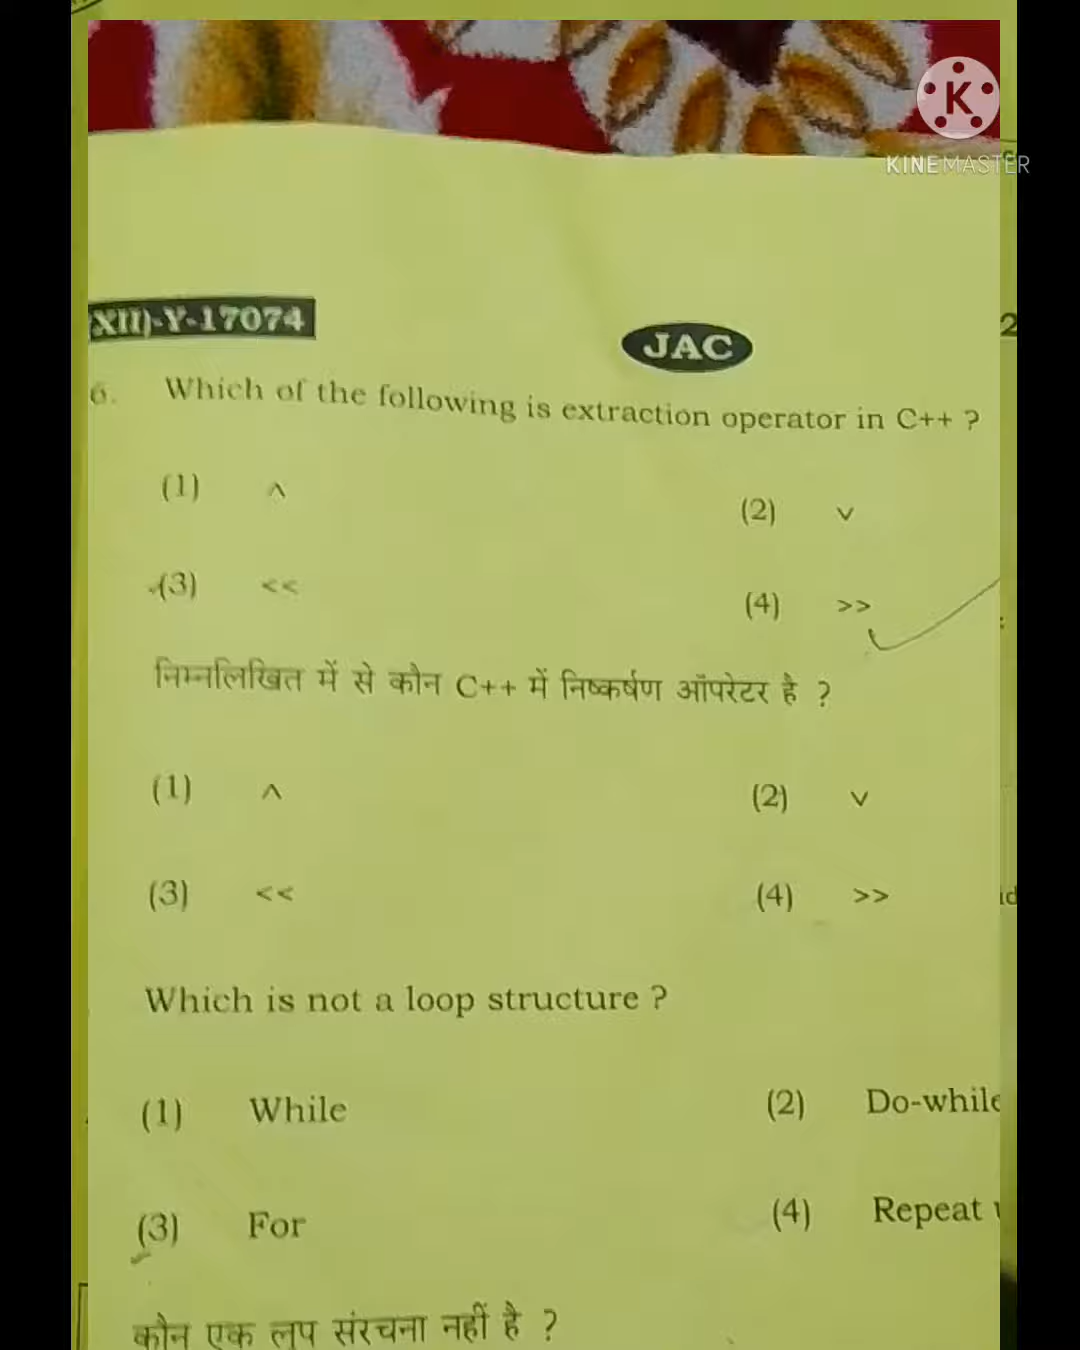 K
KINEMASTER
XII)-Y-17074
JAC
6. Which of the following is extraction operator in C++ ?
(1) ^ (2) v
(3) << (4) >>
निम्नलिखित में से कौन C++ में निष्कर्षण ऑपरेटर है ?
(1) ^ (2) v
(3) << (4) >>
Which is not a loop structure ?
(1) While (2) Do-while
(3) For (4) Repeat
कौन एक लूप संरचना नहीं है ?